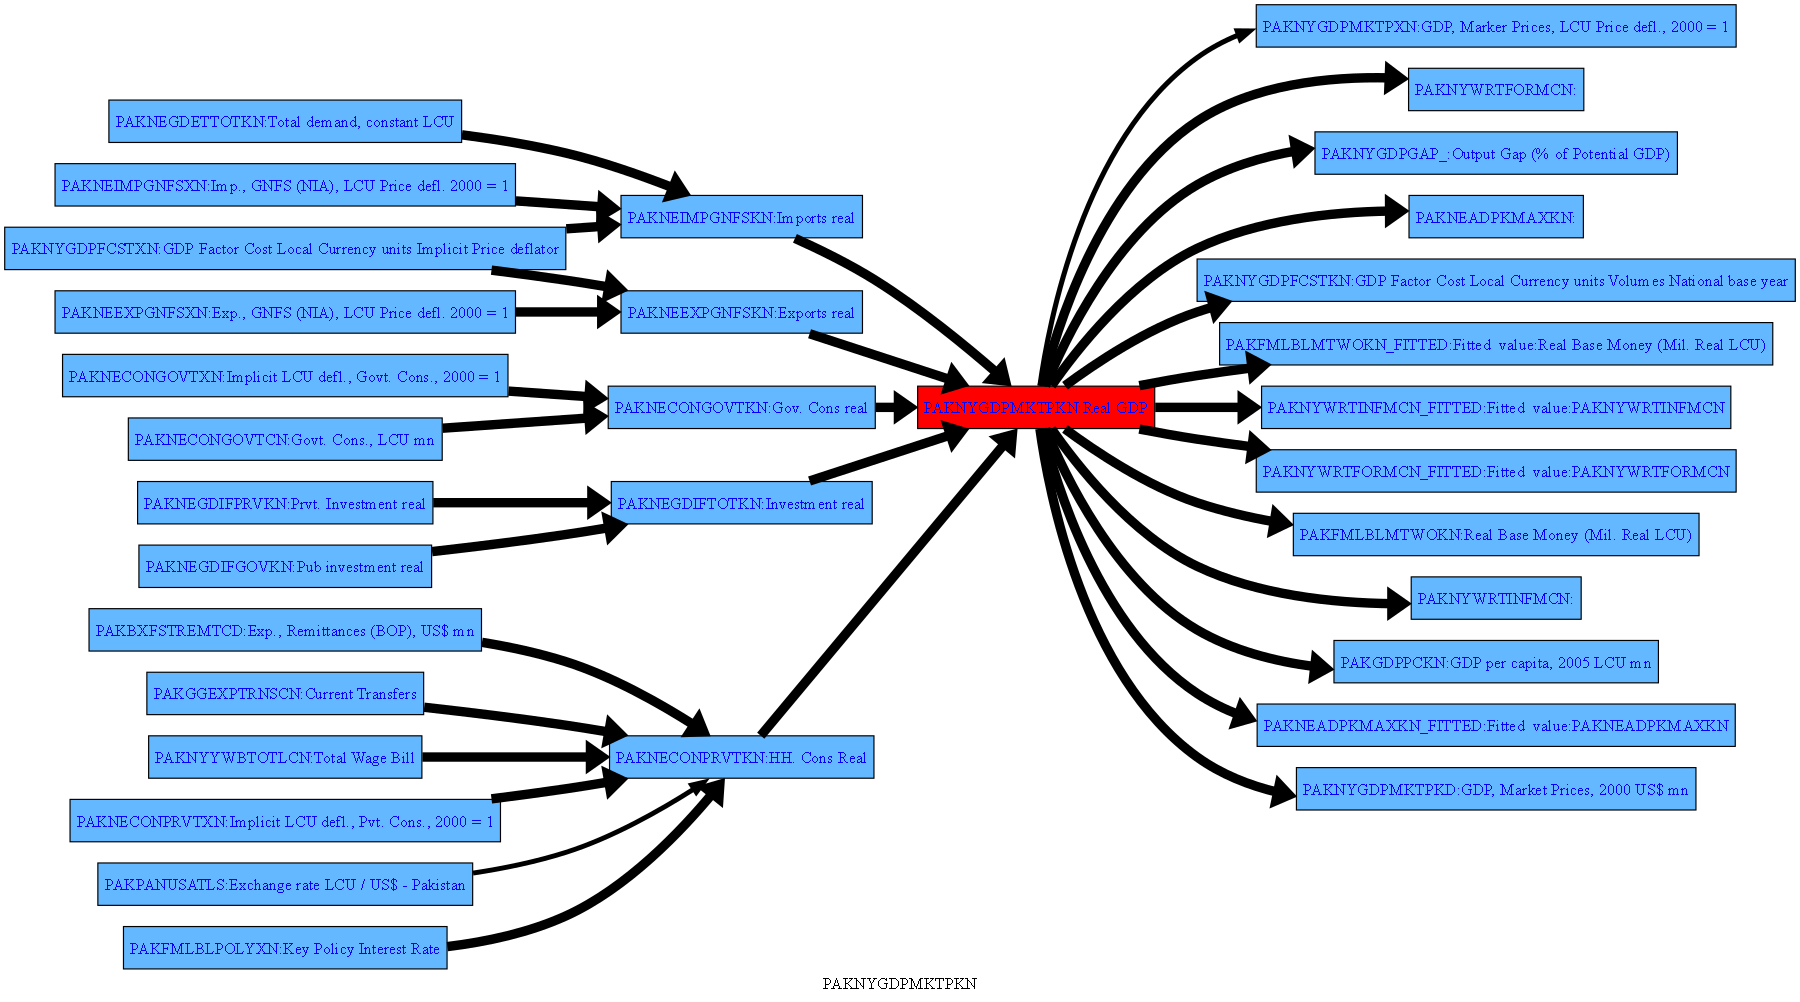 PAKNEGDETTOTKN:Total demand, constant LCU
PAKNEIMPGNFSXN:Imp., GNFS (NIA), LCU Price defl. 2000 = 1
PAKNYGDPFCSTXN:GDP Factor Cost Local Currency units Implicit Price deflator
PAKNEEXPGNFSXN:Exp., GNFS (NIA), LCU Price defl. 2000 = 1
PAKNECONGOVTXN:Implicit LCU defl., Govt. Cons., 2000 = 1
PAKNECONGOVTCN:Govt. Cons., LCU mn
PAKNEGDIFPRVKN:Prvt. Investment real
PAKNEGDIFGOVKN:Pub investment real
PAKBXFSTREMTCD:Exp., Remittances (BOP), US$ mn
PAKGGEXPTRNSCN:Current Transfers
PAKNYYWBTOTLCN:Total Wage Bill
PAKNECONPRVTXN:Implicit LCU defl., Pvt. Cons., 2000 = 1
PAKPANUSATLS:Exchange rate LCU / US$ - Pakistan
PAKFMLBLPOLYXN:Key Policy Interest Rate
PAKNEIMPGNFSKN:Imports real
PAKNEEXPGNFSKN:Exports real
PAKNECONGOVTKN:Gov. Cons real
PAKNEGDIFTOTKN:Investment real
PAKNECONPRVTKN:HH. Cons Real
PAKNYGDPMKTPKN:Real GDP
PAKNYGDPMKTPXN:GDP, Marker Prices, LCU Price defl., 2000 = 1
PAKNYWRTFORMCN:
PAKNYGDPGAP_:Output Gap (% of Potential GDP)
PAKNEADPKMAXKN:
PAKNYGDPFCSTKN:GDP Factor Cost Local Currency units Volumes National base year
PAKFMLBLMTWOKN_FITTED:Fitted value:Real Base Money (Mil. Real LCU)
PAKNYWRTINFMCN_FITTED:Fitted value:PAKNYWRTINFMCN
PAKNYWRTFORMCN_FITTED:Fitted value:PAKNYWRTFORMCN
PAKFMLBLMTWOKN:Real Base Money (Mil. Real LCU)
PAKNYWRTINFMCN:
PAKGDPPCKN:GDP per capita, 2005 LCU mn
PAKNEADPKMAXKN_FITTED:Fitted value:PAKNEADPKMAXKN
PAKNYGDPMKTPKD:GDP, Market Prices, 2000 US$ mn
PAKNYGDPMKTPKN